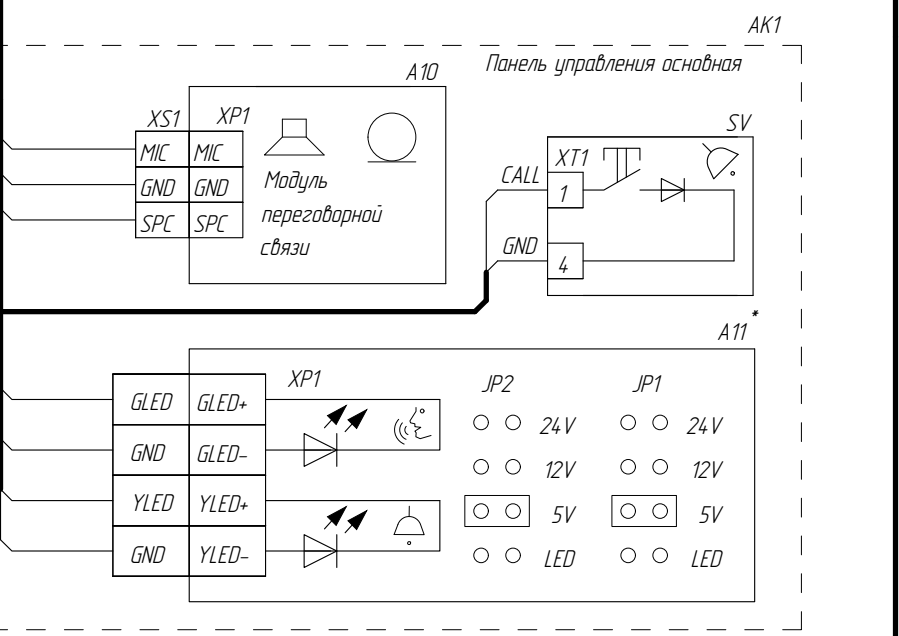 AK1
Панель управления основная
A10
XS1 XP1
MIC MIC
GND GND
SPC SPC
Модуль
переговорной
связи
SV
XT1
CALL 1
GND 4
A11*
XP1 JP2 JP1
GLED GLED+
GND GLED-
YLED YLED+
GND YLED-
24V 24V
12V 12V
5V 5V
LED LED